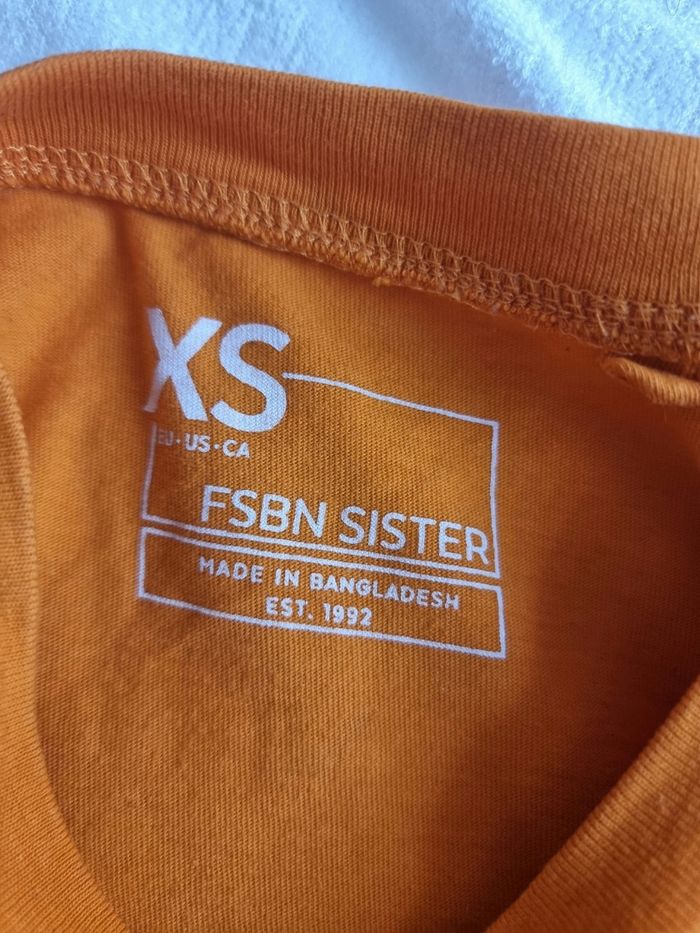 XS
EU·US·CA
FSBN SISTER
MADE IN BANGLADESH
EST. 1992